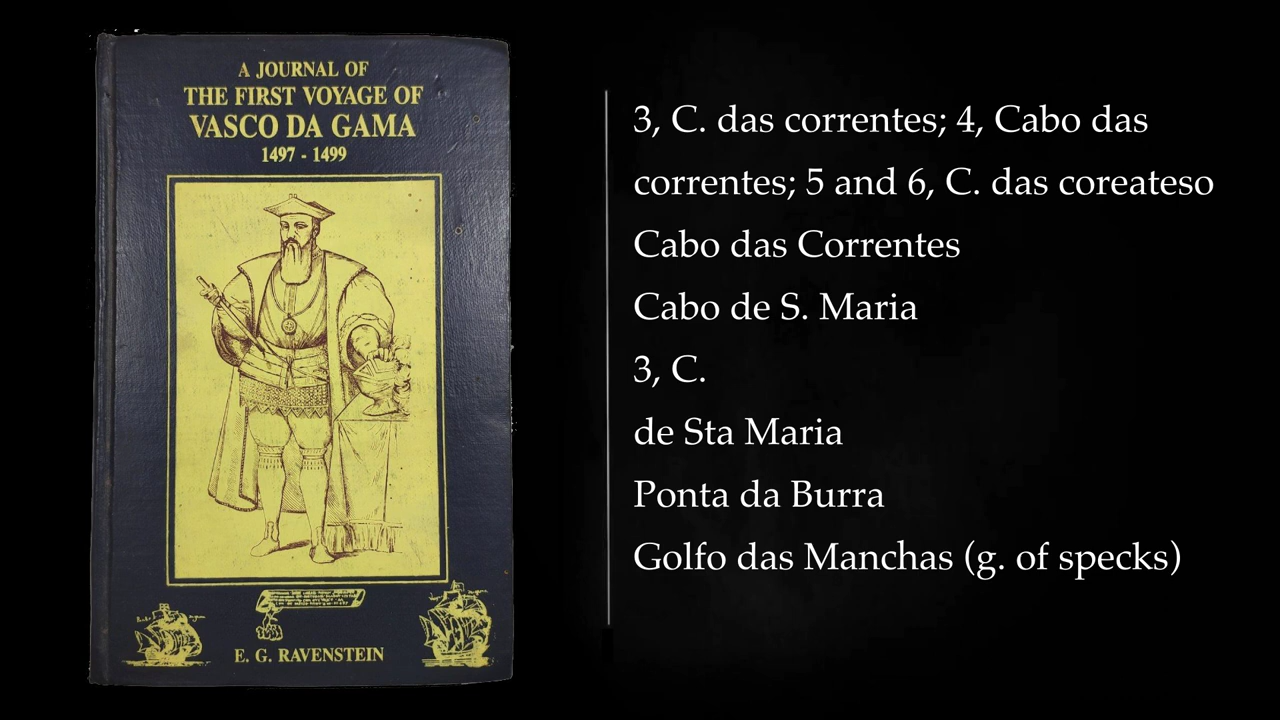 A JOURNAL OF
THE FIRST VOYAGE OF
VASCO DA GAMA
1497 - 1499
E. G. RAVENSTEIN
3, C. das correntes; 4, Cabo das
correntes; 5 and 6, C. das coreateso
Cabo das Correntes
Cabo de S. Maria
3, C.
de Sta Maria
Ponta da Burra
Golfo das Manchas (g. of specks)